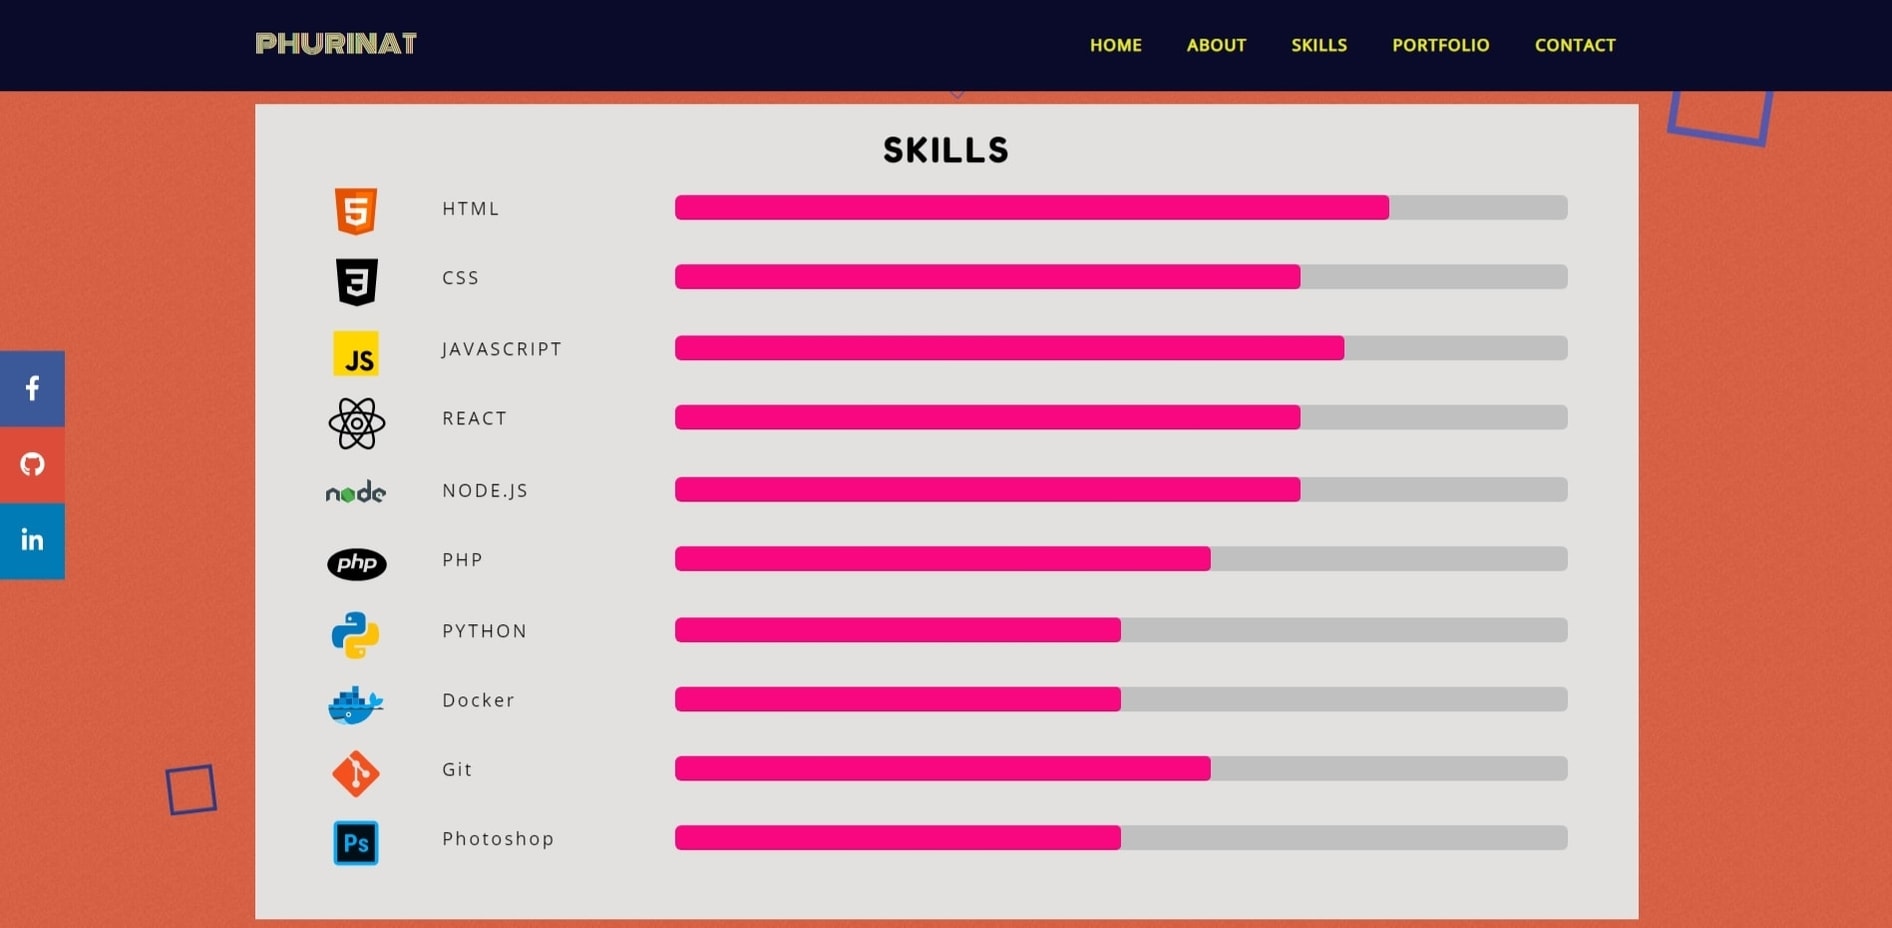 PHURINAT
HOME ABOUT SKILLS PORTFOLIO CONTACT
SKILLS
5 HTML
3 CSS
JS JAVASCRIPT
REACT
node NODE.JS
php PHP
PYTHON
Docker
Git
Ps Photoshop
f
in